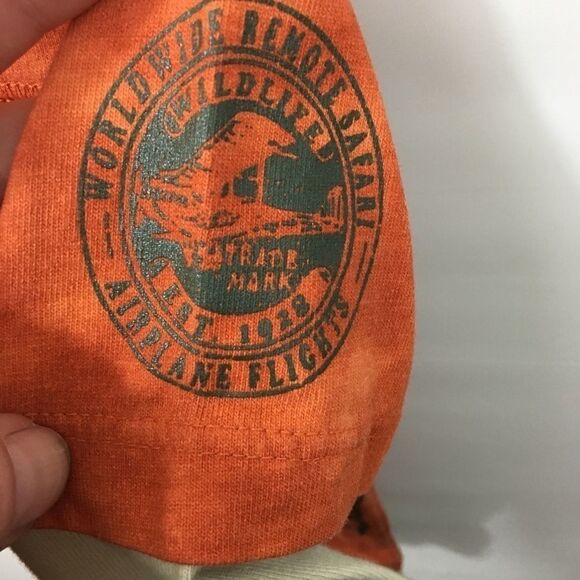 WORLDWIDE REMOTE SAFARI
WILDLIFE
TRADE
MARK
EST. 1928
AIRPLANE FLIGHTS